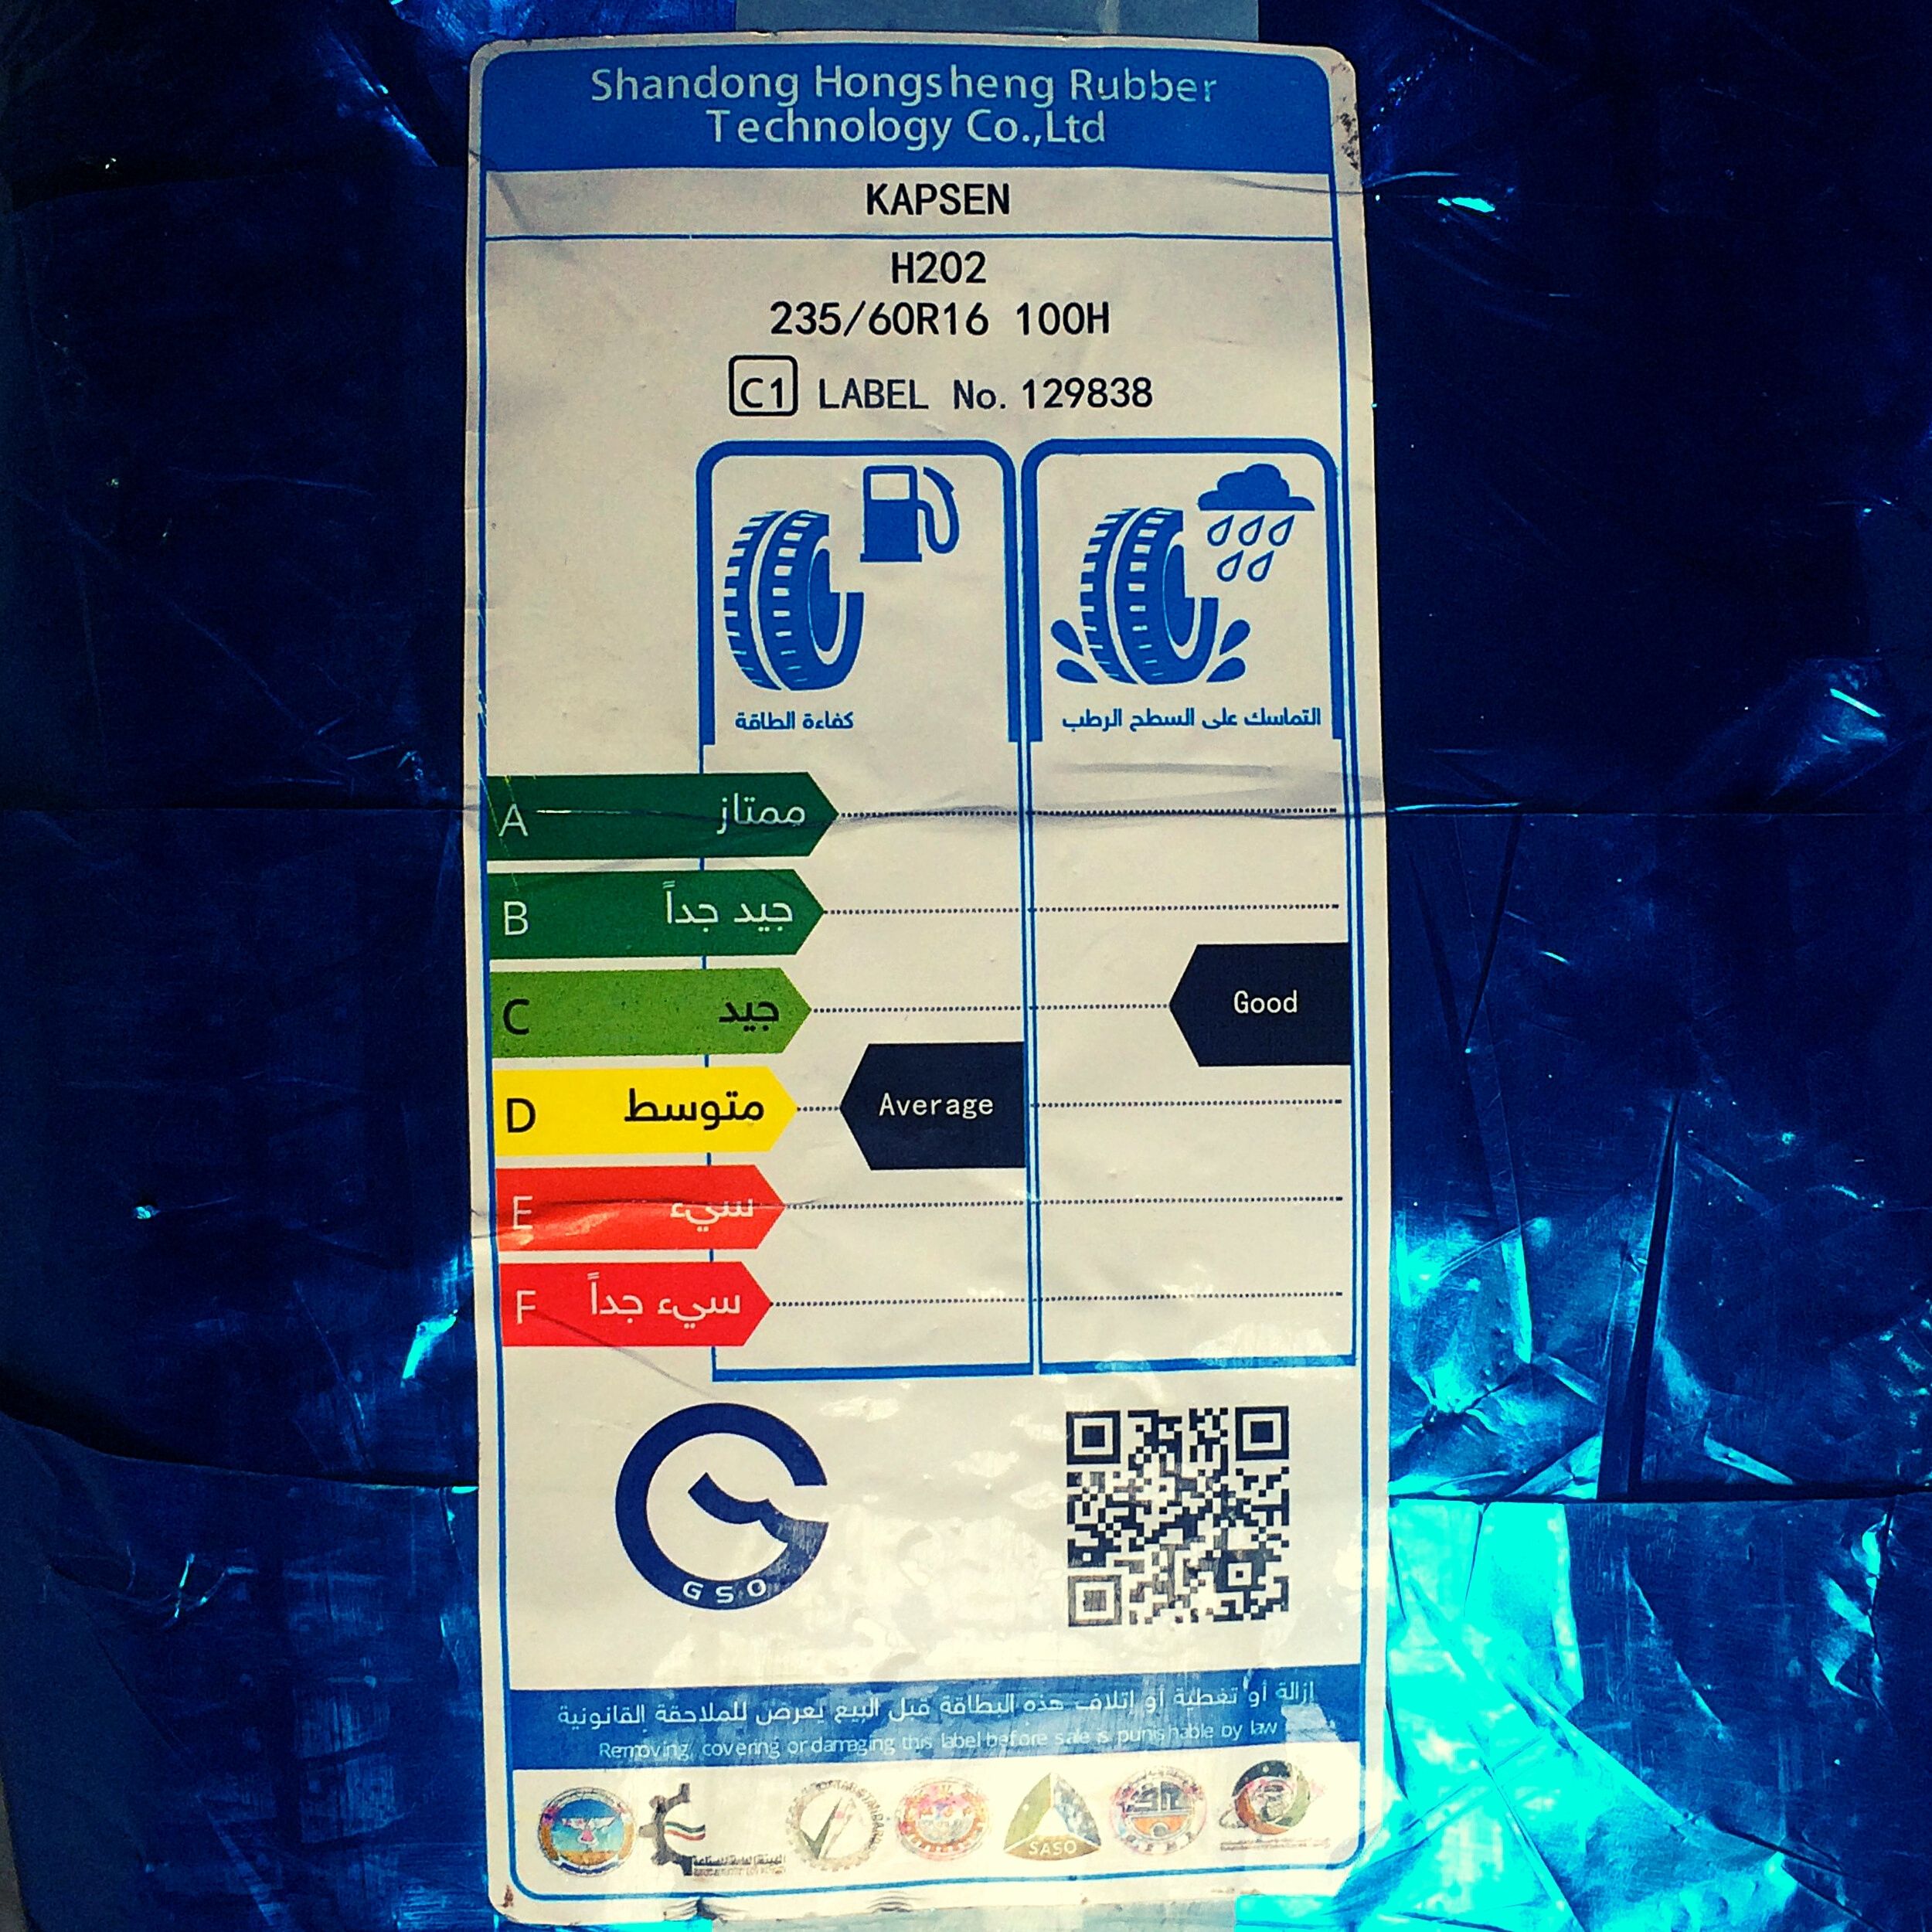 Shandong Hongsheng Rubber
Technology Co.,Ltd
KAPSEN
H202
235/60R16 100H
C1 LABEL No. 129838
كفاءة الطاقة
التماسك على السطح الرطب
A ممتاز
B جيد جداً
C جيد
Good
D متوسط
Average
E سيء
F سيء جداً
GSO
إزالة أو تغطية أو إتلاف هذه البطاقة قبل البيع يعرض للملاحقة القانونية
Removing, covering or damaging this label before sale is punishable by law
SASO